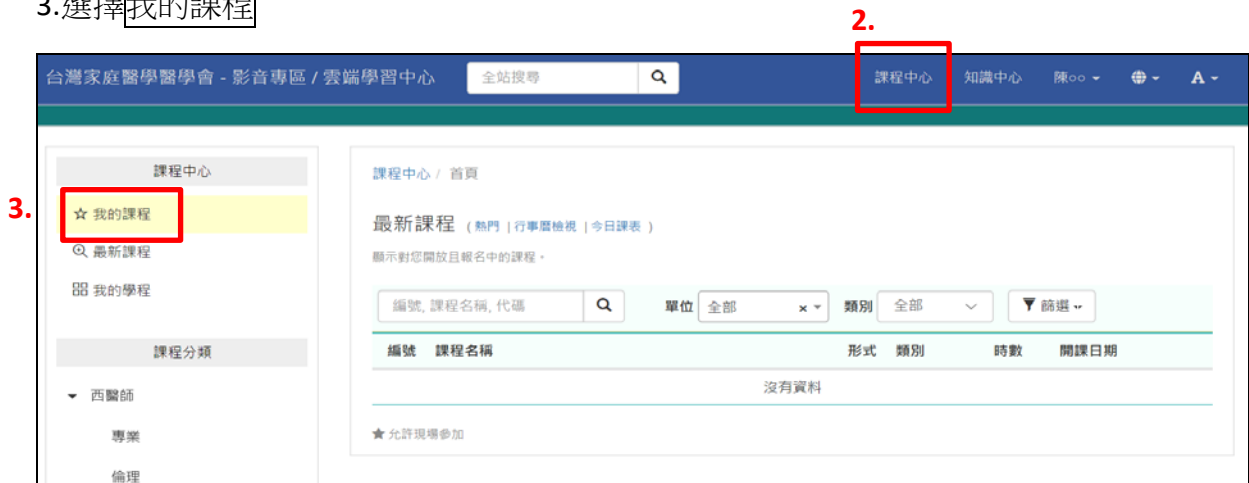 3.選擇我的課程
2.
台灣家庭醫學醫學會 - 影音專區 / 雲端學習中心 全站搜尋 課程中心 知識中心 陳○○ A
課程中心
3.
☆ 我的課程
最新課程
我的學程
課程分類
西醫師
專業
倫理
課程中心 / 首頁
最新課程 ( 熱門 | 行事曆檢視 | 今日課表 )
顯示對您開放且報名中的課程。
編號, 課程名稱, 代碼 單位 全部 x 類別 全部 篩選
編號 課程名稱 形式 類別 時數 開課日期
沒有資料
★ 允許現場參加